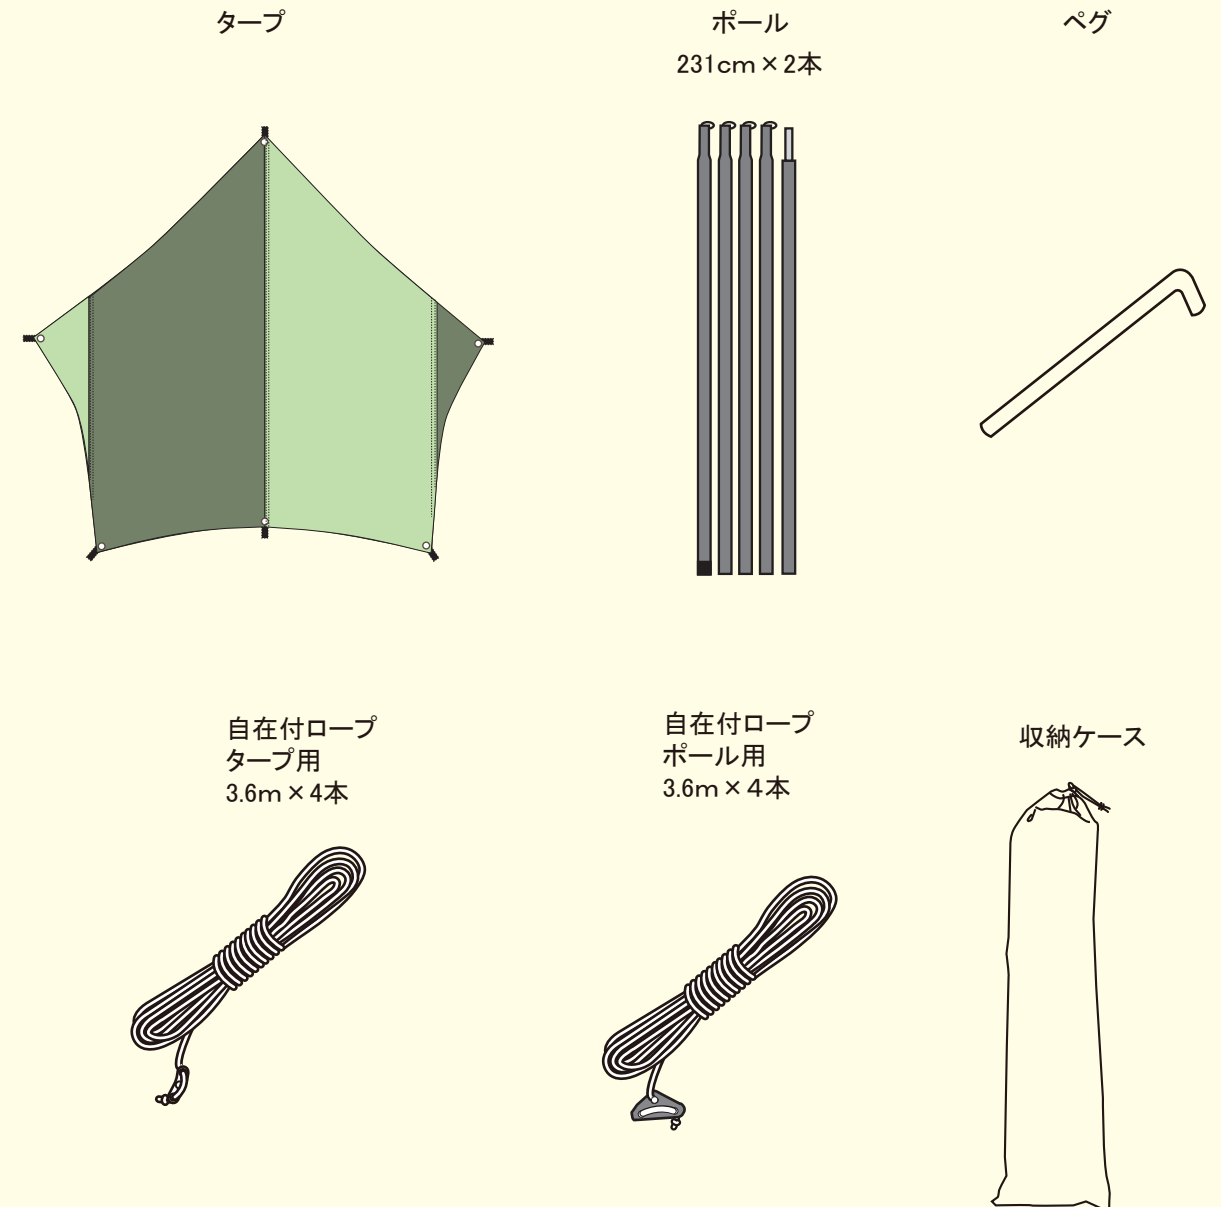 タープ
ポール
231cm×2本
ペグ
自在付ロープ
タープ用
3.6m×4本
自在付ロープ
ポール用
3.6m×4本
収納ケース